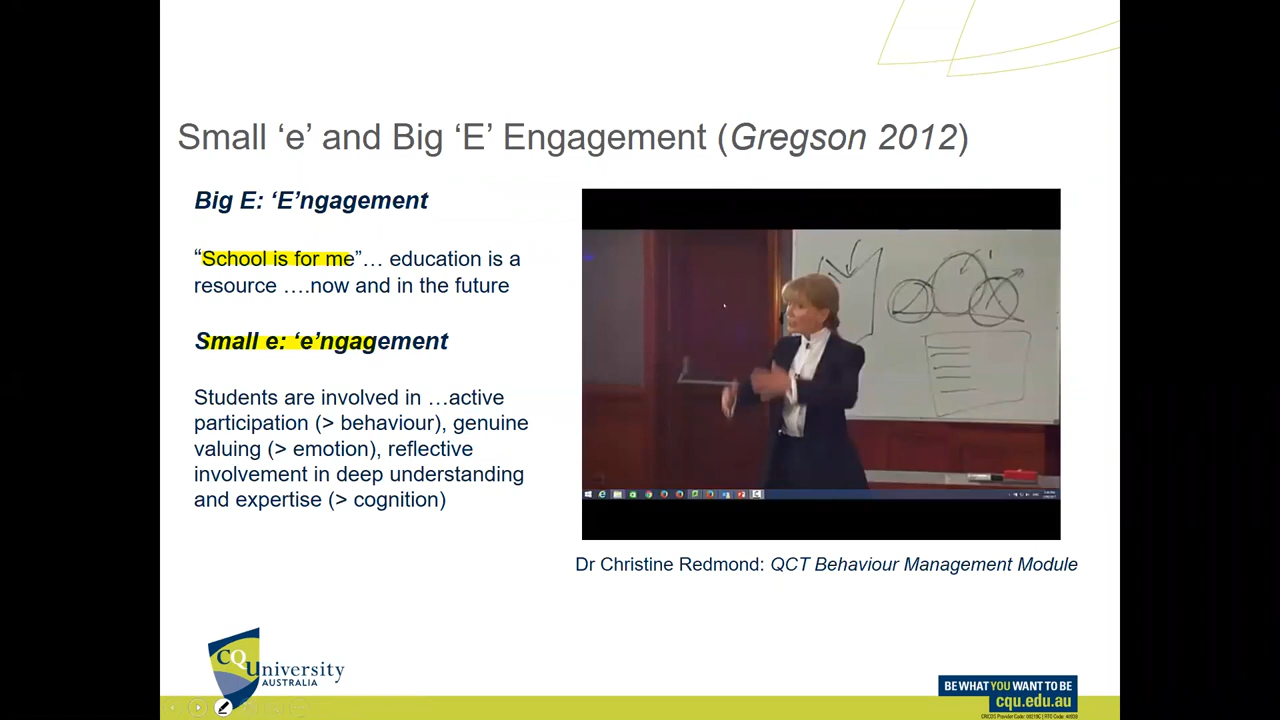 Small ‘e’ and Big ‘E’ Engagement (Gregson 2012)
Big E: ‘E’ngagement
“School is for me”… education is a
resource ….now and in the future
Small e: ‘e’ngagement
Students are involved in …active
participation (> behaviour), genuine
valuing (> emotion), reflective
involvement in deep understanding
and expertise (> cognition)
Dr Christine Redmond: QCT Behaviour Management Module
CQUniversity
AUSTRALIA
BE WHAT YOU WANT TO BE
cqu.edu.au